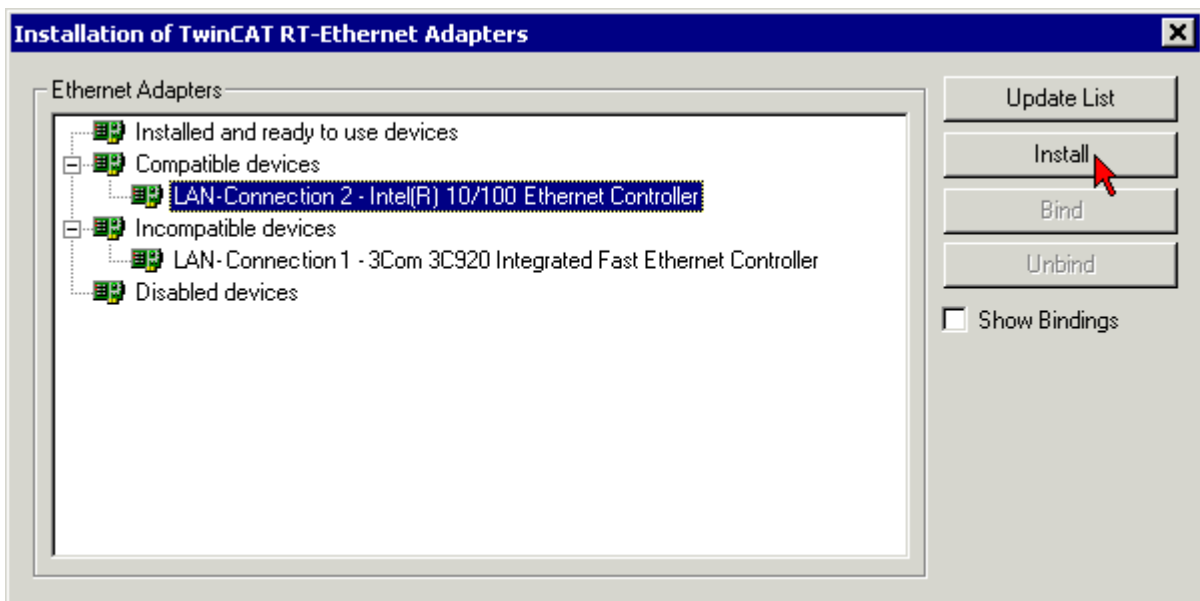 Installation of TwinCAT RT-Ethernet Adapters
Ethernet Adapters
Installed and ready to use devices
Compatible devices
LAN-Connection 2 - Intel(R) 10/100 Ethernet Controller
Incompatible devices
LAN-Connection 1 - 3Com 3C920 Integrated Fast Ethernet Controller
Disabled devices
Update List
Install
Bind
Unbind
Show Bindings